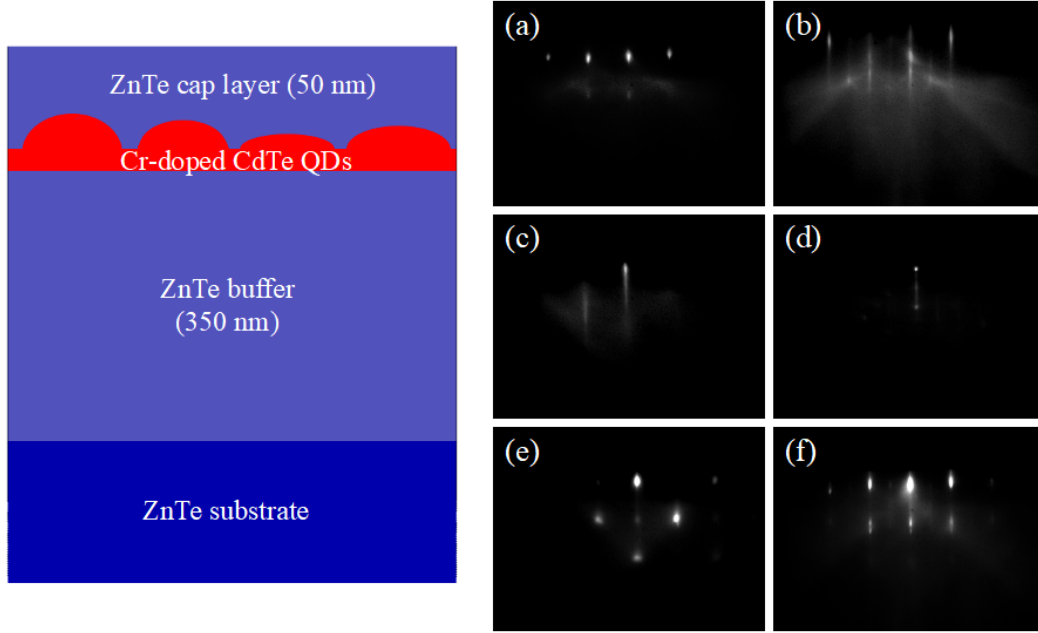 ZnTe cap layer (50 nm)
Cr-doped CdTe QDs
ZnTe buffer
(350 nm)
ZnTe substrate
(a)
(b)
(c)
(d)
(e)
(f)